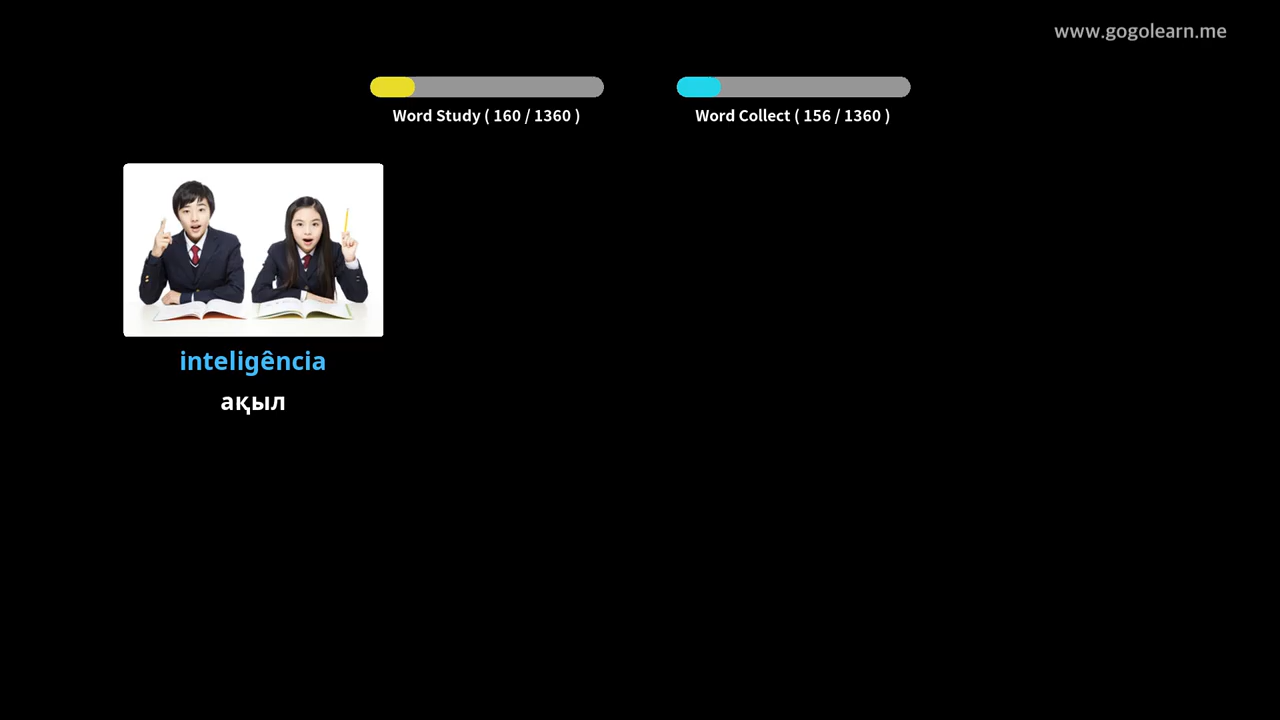 www.gogolearn.me
Word Study ( 160 / 1360 )
Word Collect ( 156 / 1360 )
inteligência
ақыл